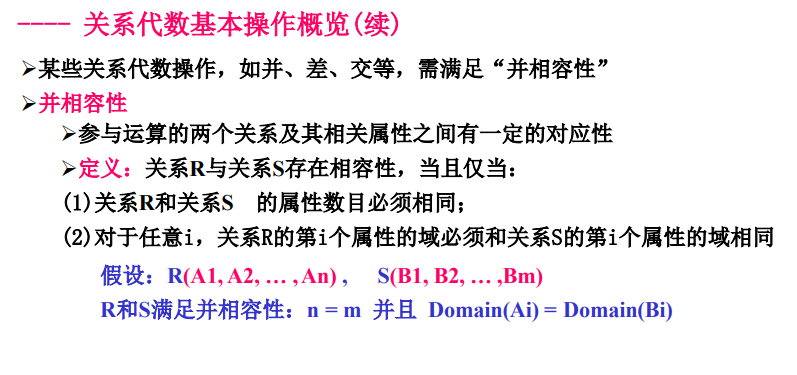 ---- 关系代数基本操作概览(续)
➢某些关系代数操作，如并、差、交等，需满足“并相容性”
➢并相容性
➢参与运算的两个关系及其相关属性之间有一定的对应性
➢定义：关系R与关系S存在相容性，当且仅当：
(1)关系R和关系S 的属性数目必须相同；
(2)对于任意i，关系R的第i个属性的域必须和关系S的第i个属性的域相同
假设：R(A1, A2, … , An) , S(B1, B2, … ,Bm)
R和S满足并相容性：n = m 并且 Domain(Ai) = Domain(Bi)